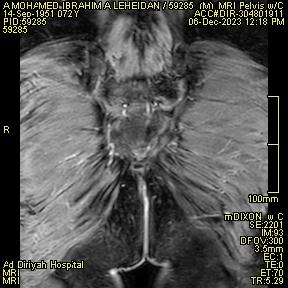 A MOHAMED, IBRAHIM A LEHEIDAN / 59285 (M) MRI Pelvis w/C
14-Sep-1951 072Y ACC#DIR-304801911
PID:59285 06-Dec-2023 12:18 PM
59285
R
100mm
mDIXON w C
SE:2201
IM:93
DFOV:300
3.5mm
EC:1
Ad Diriyah Hospital TE:0
MRI ET:70
MRI TR:5.29